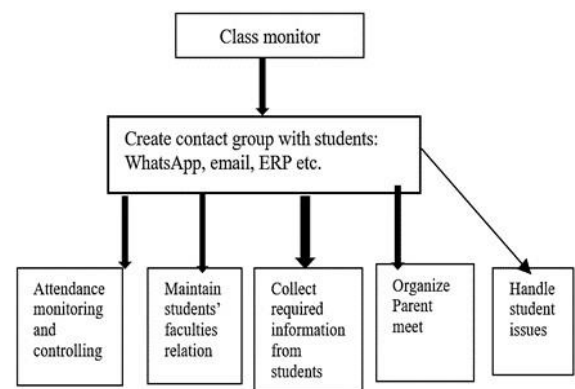 Class monitor
Create contact group with students:
WhatsApp, email, ERP etc.
Attendance
monitoring
and
controlling
Maintain
students’
faculties
relation
Collect
required
information
from
students
Organize
Parent
meet
Handle
student
issues